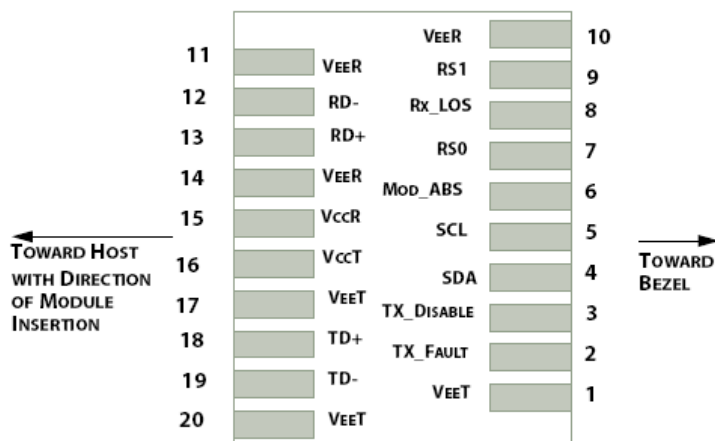 11 VEER
12 RD-
13 RD+
14 VEER
15 VCCR
16 VCCT
17 VEET
18 TD+
19 TD-
20 VEET
VEER 10
RS1 9
RX_LOS 8
RS0 7
MOD_ABS 6
SCL 5
SDA 4
TX_DISABLE 3
TX_FAULT 2
VEET 1
TOWARD HOST
WITH DIRECTION
OF MODULE
INSERTION
TOWARD
BEZEL